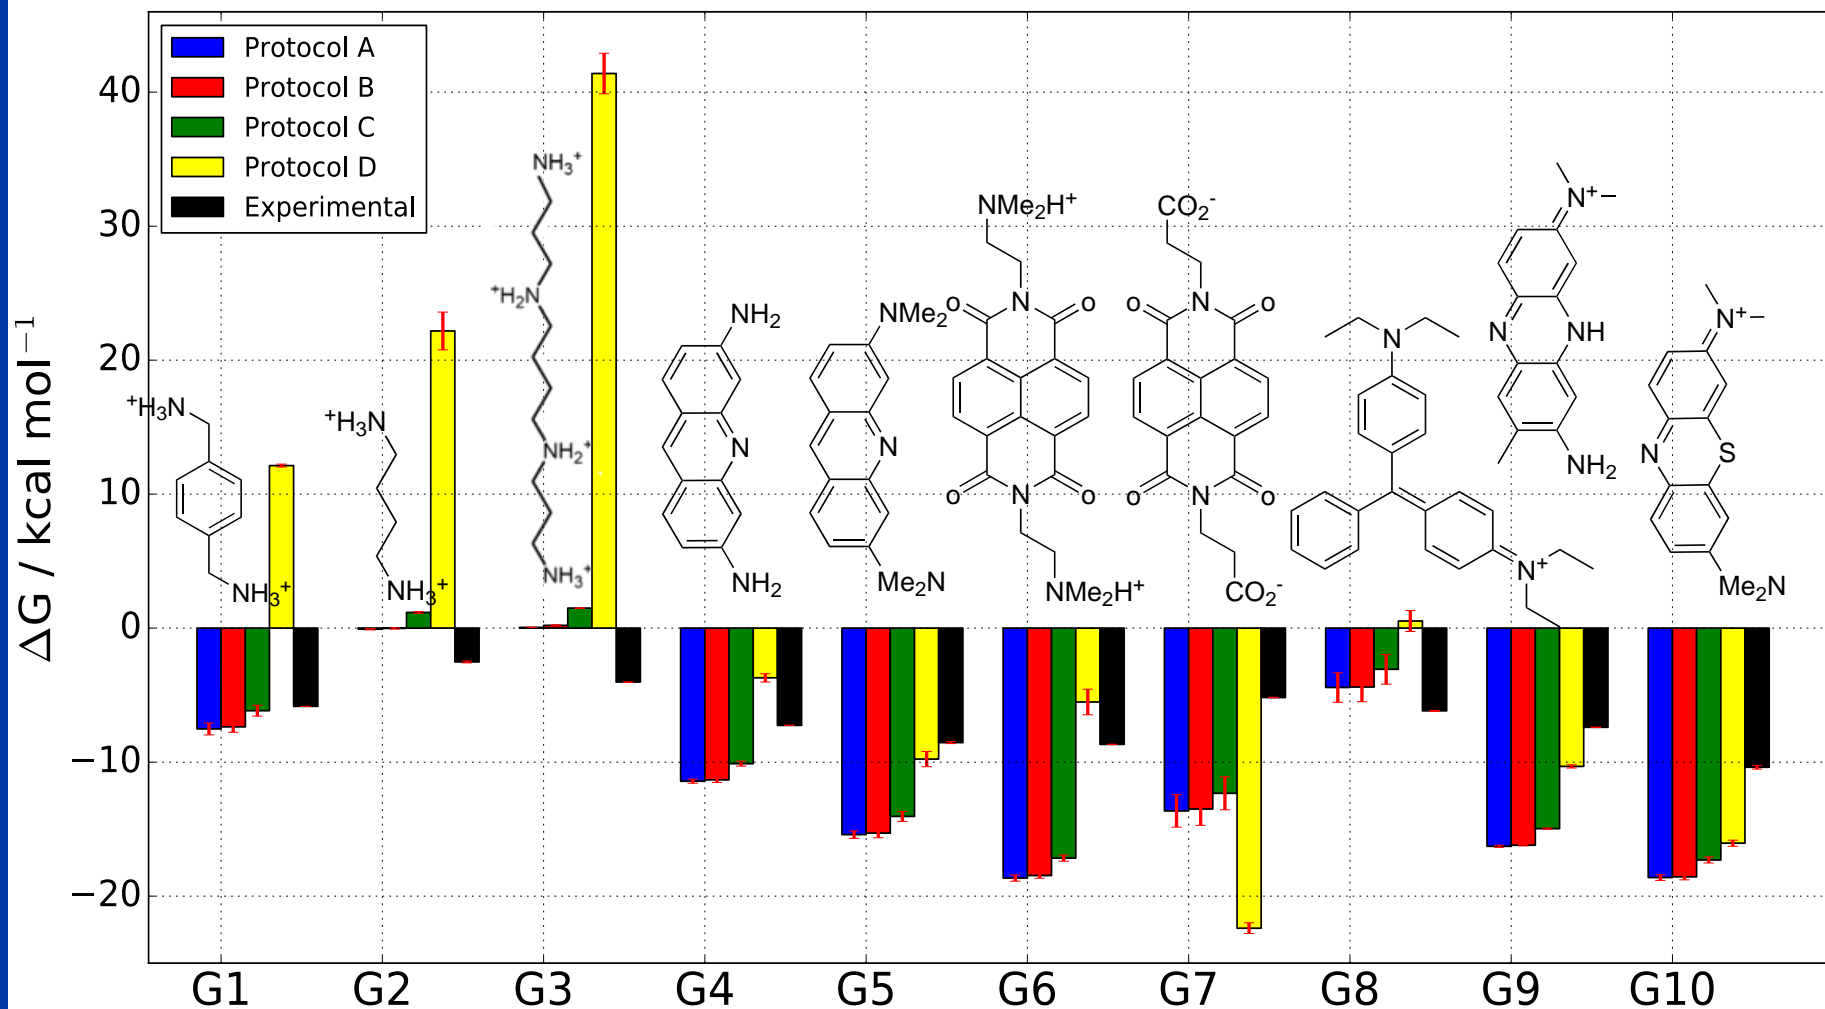 Protocol A
Protocol B
Protocol C
Protocol D
Experimental
ΔG / kcal mol⁻¹
40
30
20
10
0
−10
−20
⁺H₃N
NH₃⁺
⁺H₃N
NH₃⁺
NH₃⁺
⁺H₂N
NH₂⁺
NH₃⁺
NH₂
N
NH₂
NMe₂
N
Me₂N
NMe₂H⁺
O N O
O N O
NMe₂H⁺
CO₂⁻
O N O
O N O
CO₂⁻
N
N⁺
N⁺
N NH
NH₂
N⁺
N S
Me₂N
G1 G2 G3 G4 G5 G6 G7 G8 G9 G10